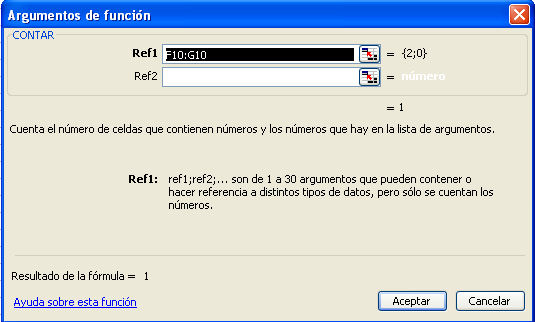 Argumentos de función
CONTAR
Ref1 F10:G10 = {2;0}
Ref2 = número
= 1
Cuenta el número de celdas que contienen números y los números que hay en la lista de argumentos.
Ref1: ref1;ref2;... son de 1 a 30 argumentos que pueden contener o
hacer referencia a distintos tipos de datos, pero sólo se cuentan los
números.
Resultado de la fórmula = 1
Ayuda sobre esta función Aceptar Cancelar